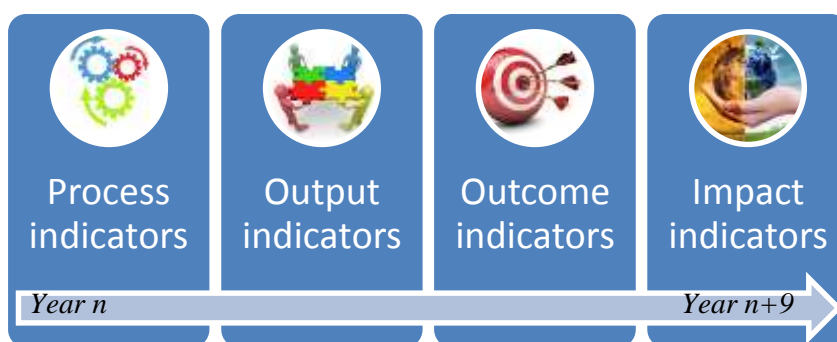 Process
indicators
Output
indicators
Outcome
indicators
Impact
indicators
Year n
Year n+9